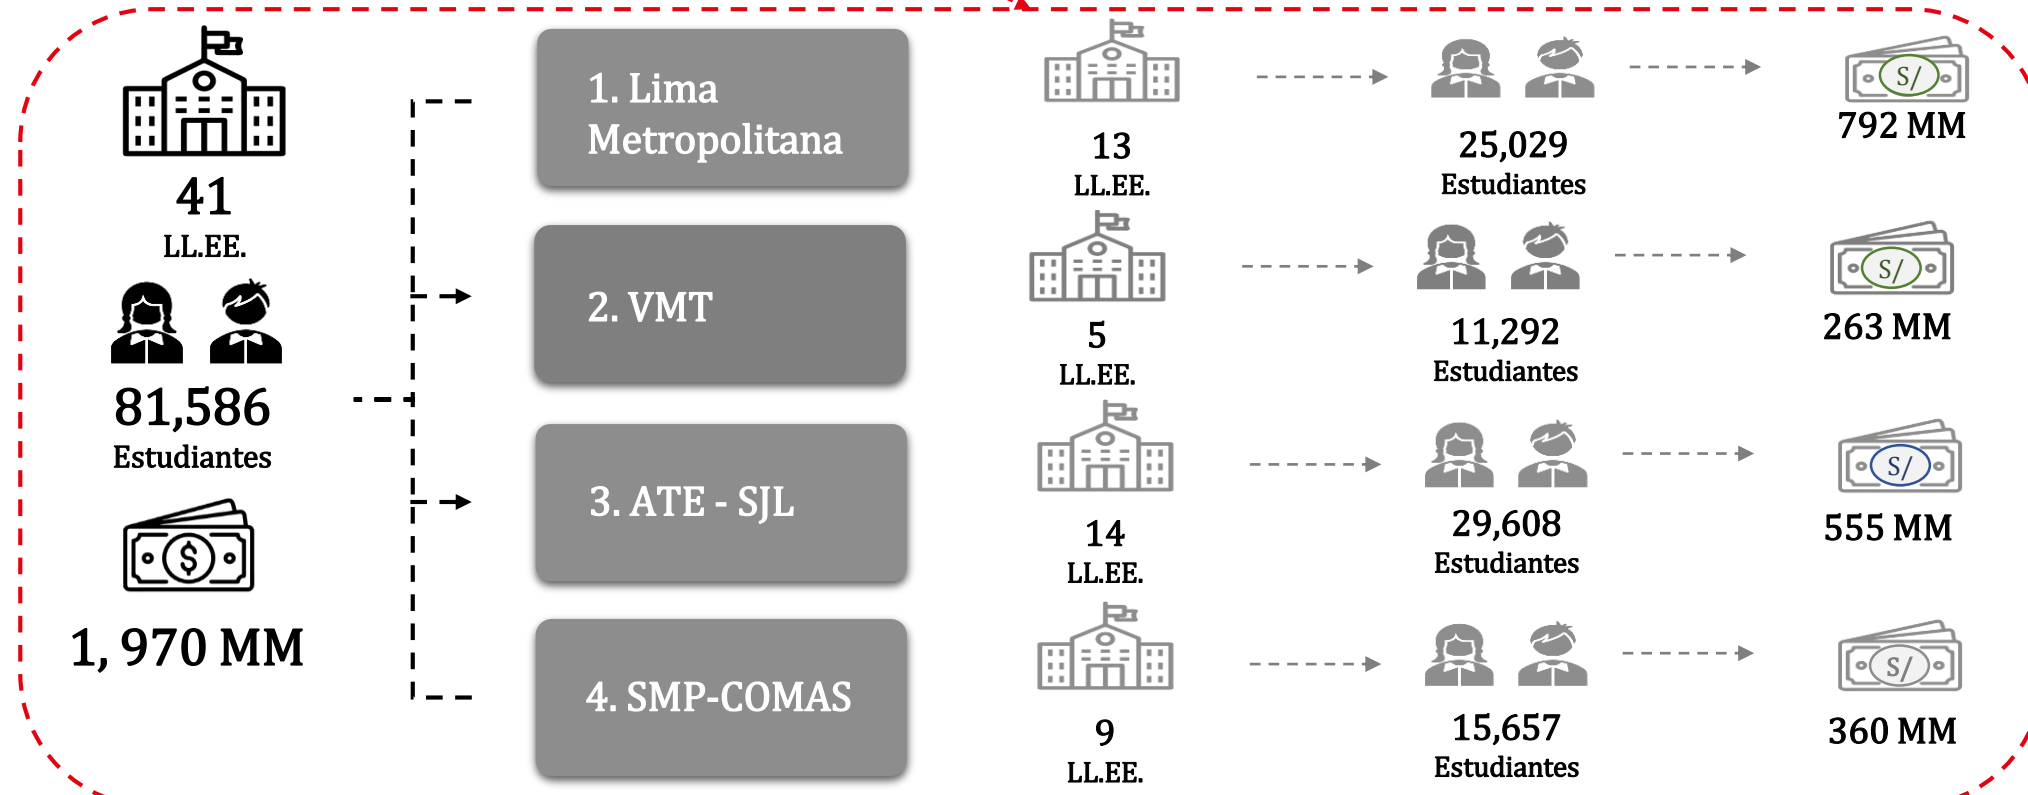 41
LL.EE.
81,586
Estudiantes
$
1, 970 MM
1. Lima
Metropolitana
13
LL.EE.
25,029
Estudiantes
S/
792 MM
2. VMT
5
LL.EE.
11,292
Estudiantes
S/
263 MM
3. ATE - SJL
14
LL.EE.
29,608
Estudiantes
S/
555 MM
4. SMP-COMAS
9
LL.EE.
15,657
Estudiantes
S/
360 MM